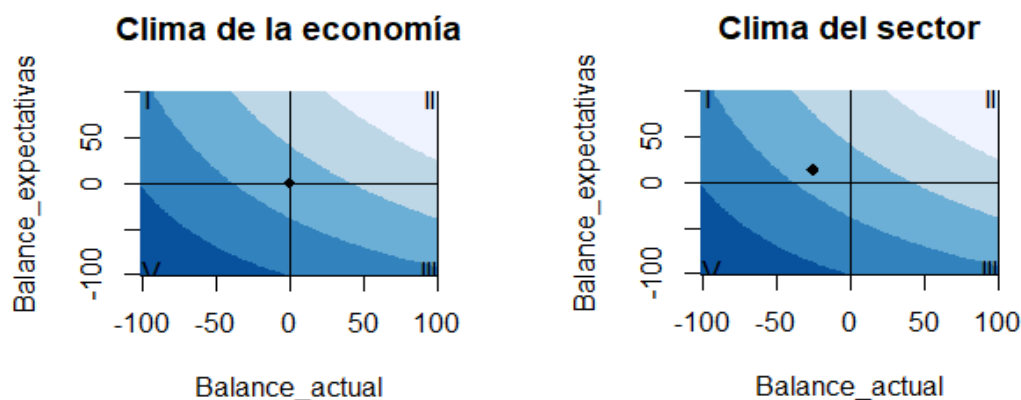 Clima de la economía
Balance_expectativas
50
0
-100
I
II
V
III
-100 -50 0 50 100
Balance_actual
Clima del sector
Balance_expectativas
50
0
-100
I
II
V
III
-100 -50 0 50 100
Balance_actual